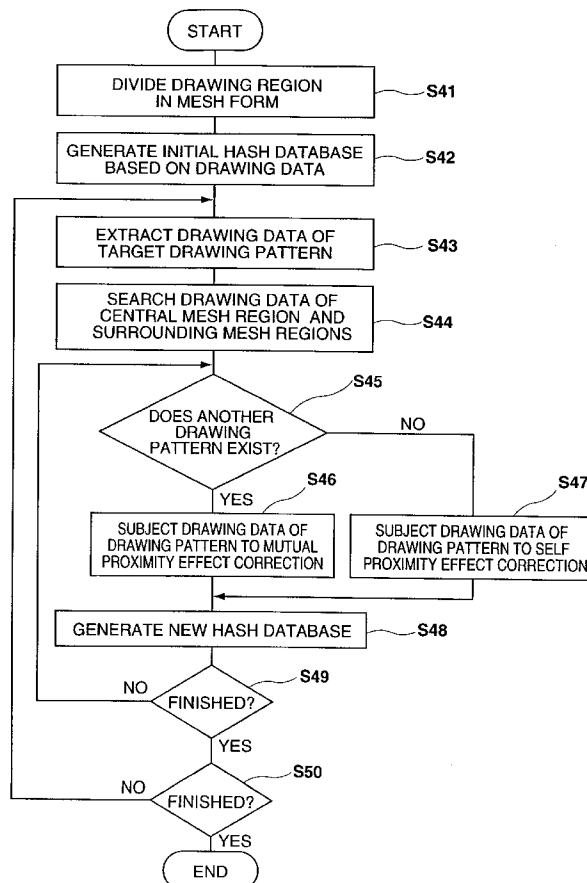 START
DIVIDE DRAWING REGION
IN MESH FORM
S41
GENERATE INITIAL HASH DATABASE
BASED ON DRAWING DATA
S42
EXTRACT DRAWING DATA OF
TARGET DRAWING PATTERN
S43
SEARCH DRAWING DATA OF
CENTRAL MESH REGION AND
SURROUNDING MESH REGIONS
S44
S45
DOES ANOTHER
DRAWING
PATTERN EXIST?
NO
YES
S46
S47
SUBJECT DRAWING DATA OF
DRAWING PATTERN TO MUTUAL
PROXIMITY EFFECT CORRECTION
SUBJECT DRAWING DATA OF
DRAWING PATTERN TO SELF
PROXIMITY EFFECT CORRECTION
GENERATE NEW HASH DATABASE
S48
S49
NO
FINISHED?
YES
S50
NO
FINISHED?
YES
END